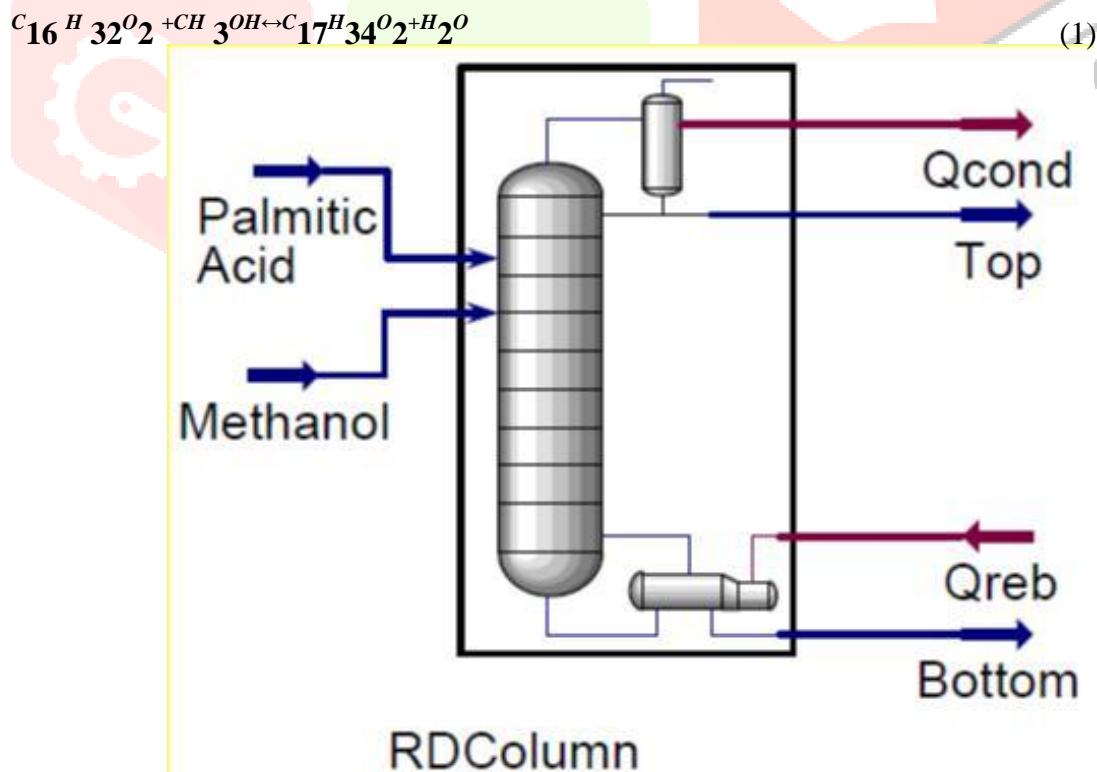 C16 H 32O2 +CH 3OH↔C17H34O2+H2O (1)
Qcond
Palmitic
Acid
Top
Methanol
Qreb
Bottom
RDColumn